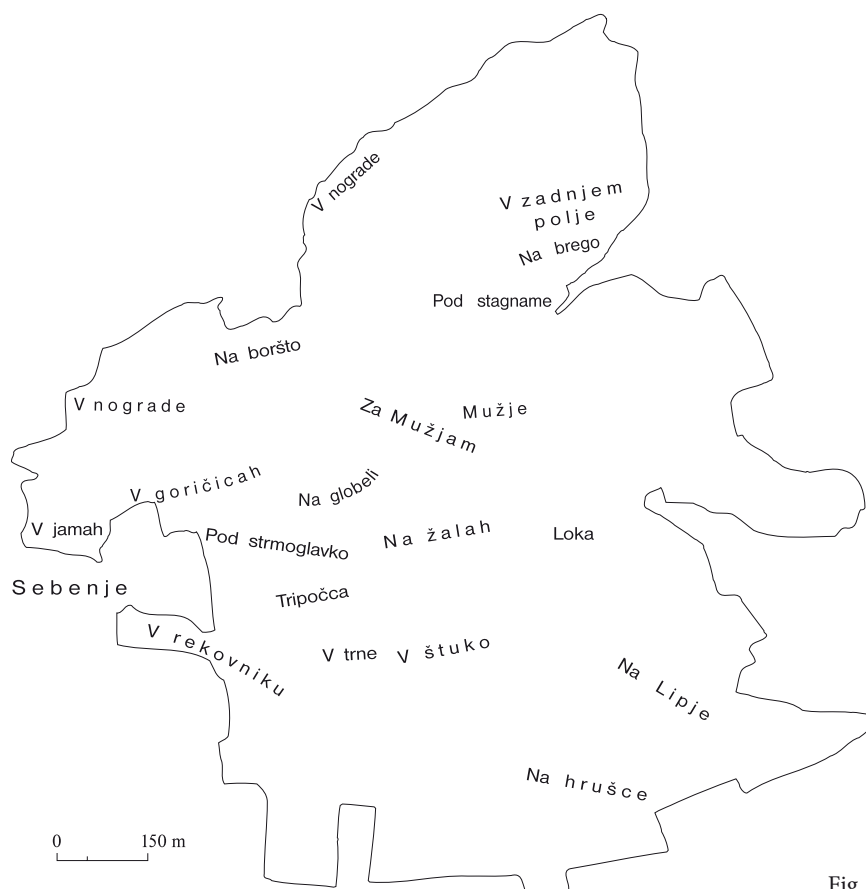 V nograde
V zadnjem
polje
Na brego
Pod stagname
Na boršto
V nograde
Za Mužjam
Mužje
V goričicah
Na globeli
V jamah
Pod strmoglavko
Na žalah
Loka
Sebenje
Tripočca
V rekovniku
V trne
V štuko
Na Lipje
Na hrušce
0 150 m
Fig